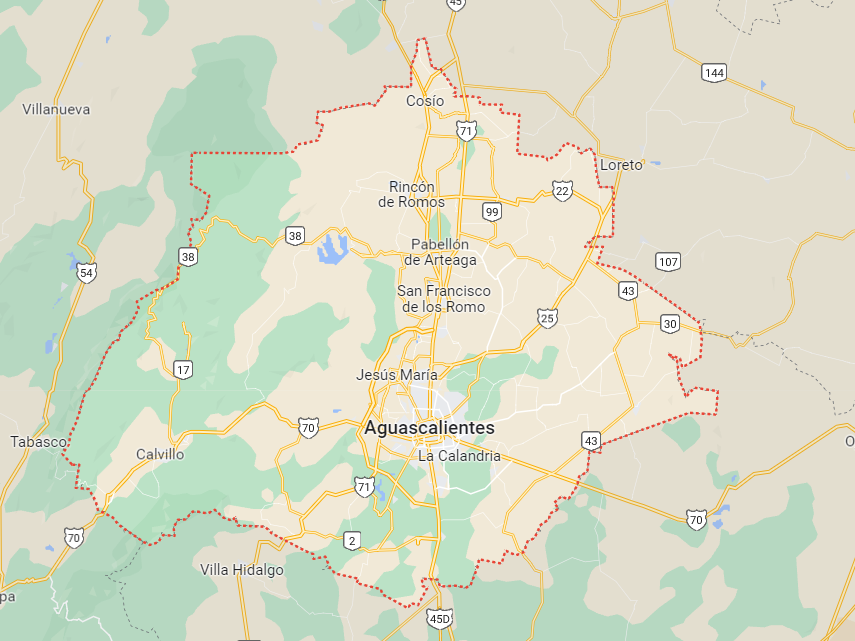 45
144
Cosío
Villanueva
71
Loreto
Rincón
de Romos
22
99
38
Pabellón
de Arteaga
38
107
54
San Francisco
de los Romo
43
25
30
17
Jesús María
70
Aguascalientes
Tabasco
43
O
Calvillo
La Calandria
71
70
70
2
Villa Hidalgo
pa
45D